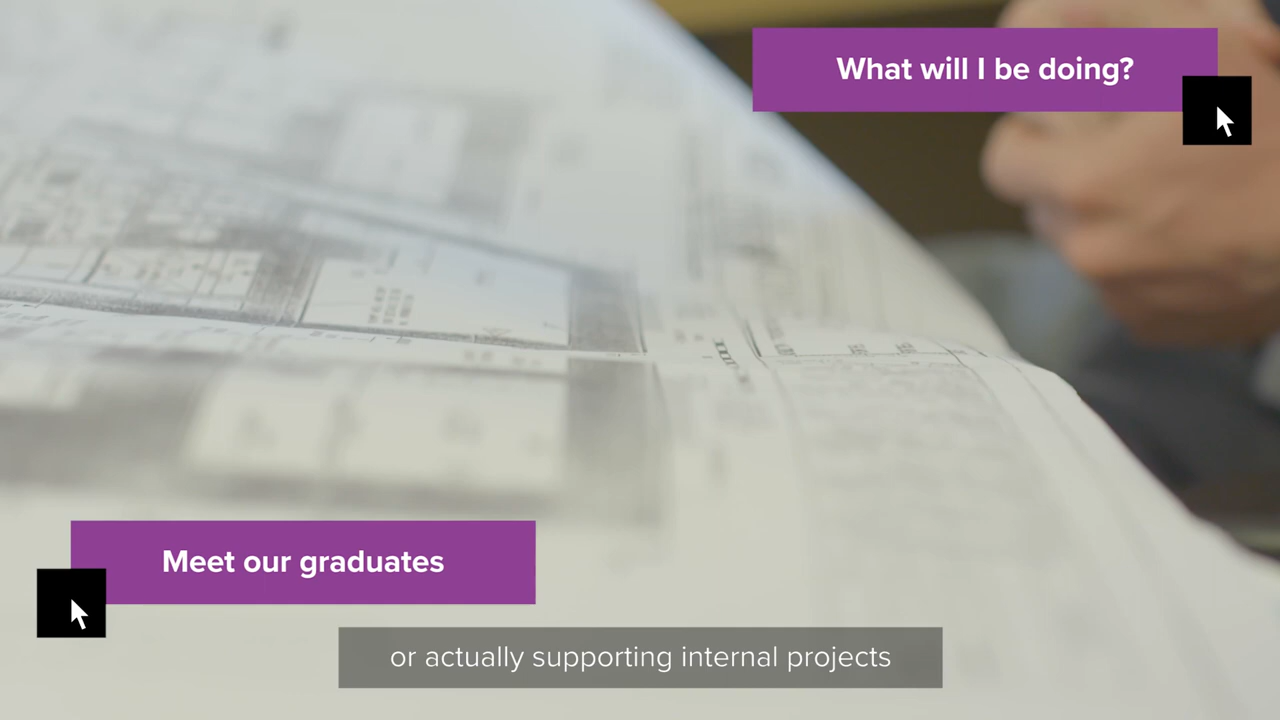 What will I be doing?
Meet our graduates
or actually supporting internal projects